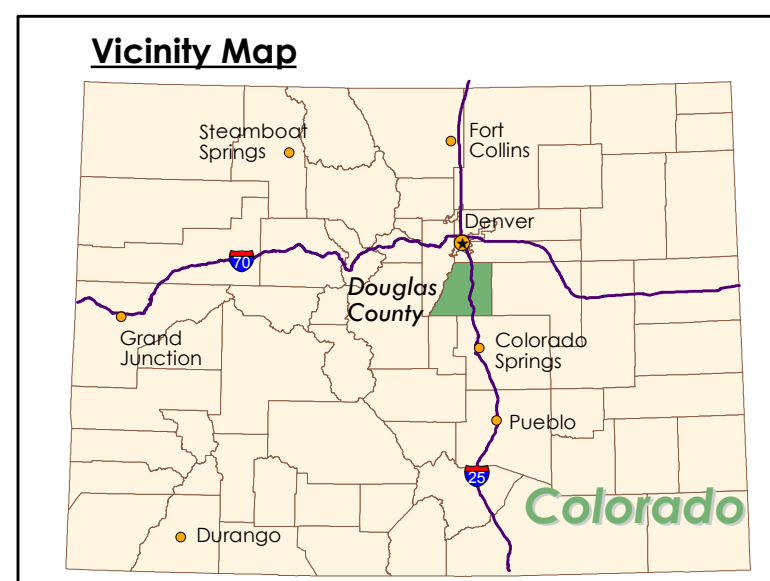 Vicinity Map
Steamboat
Springs
Fort
Collins
Denver
70
Douglas
County
Grand
Junction
Colorado
Springs
Pueblo
25
Colorado
Durango